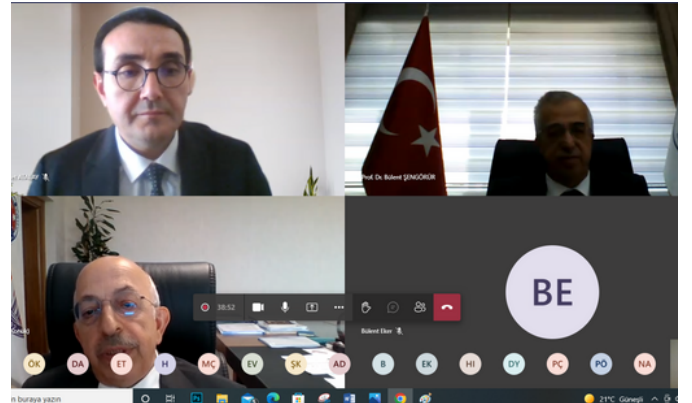 Prof. Dr. Bülent ŞENGÖRÜR
BE
38:52
Bülent Eker
ÖK DA ET H MÇ EV ŞK AD B EK HI DY PÇ PÖ NA
n buraya yazın
21°C Güneşli